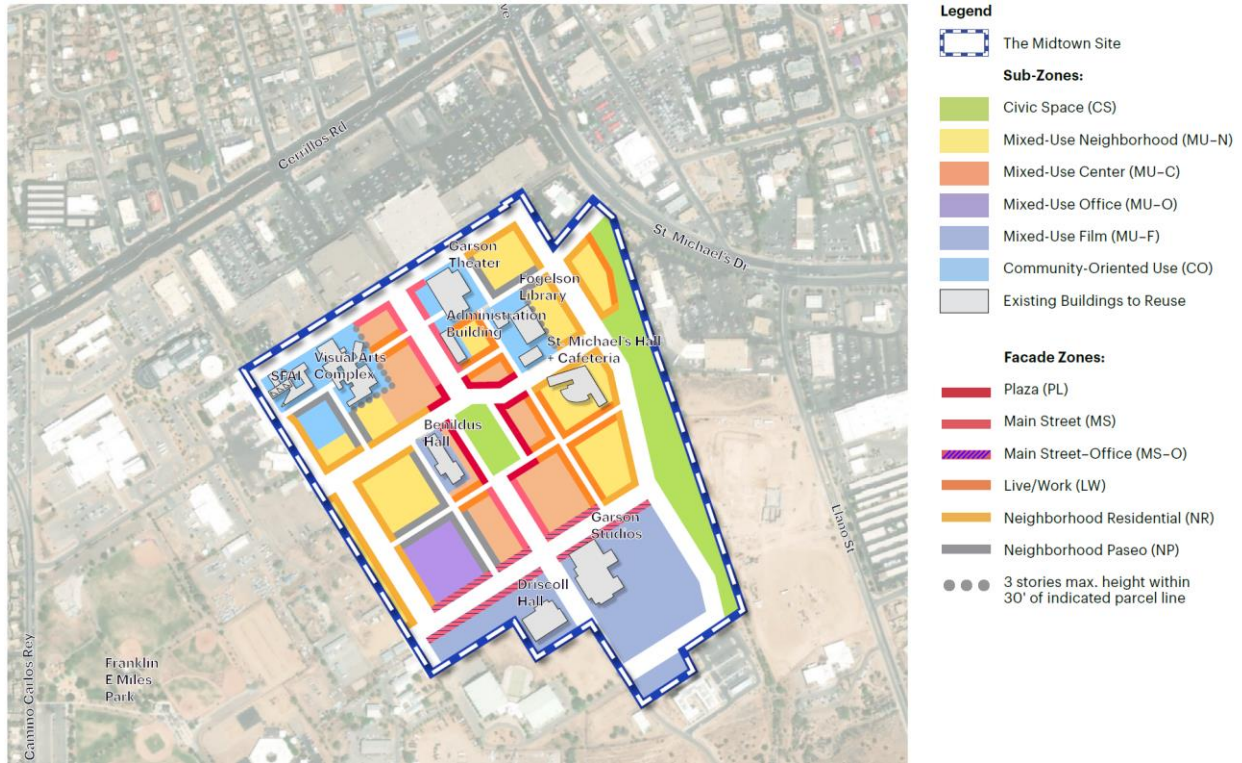 ve
Cerrillos Rd
St. Michael's Dr
Garson
Theater
Fogelson
Library
Administration
Building
St. Michael's Hall
+ Cafeteria
Visual Arts
Complex
SFAI
Benildus
Hall
Garson
Studios
Driscoll
Hall
Llano St
Camino Carlos Rey
Franklin
E Miles
Park
Legend
The Midtown Site
Sub-Zones:
Civic Space (CS)
Mixed-Use Neighborhood (MU-N)
Mixed-Use Center (MU-C)
Mixed-Use Office (MU-O)
Mixed-Use Film (MU-F)
Community-Oriented Use (CO)
Existing Buildings to Reuse
Facade Zones:
Plaza (PL)
Main Street (MS)
Main Street–Office (MS-O)
Live/Work (LW)
Neighborhood Residential (NR)
Neighborhood Paseo (NP)
3 stories max. height within
30' of indicated parcel line